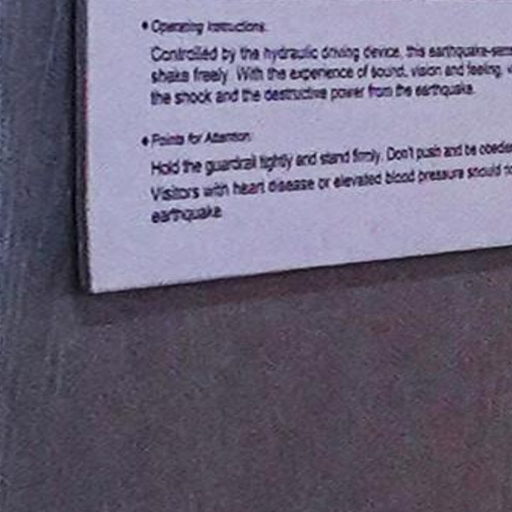 • Operating Instructions:
Controlled by the hydraulic driving device, this earthquake-
shake freely. With the experience of sound, vision and feeling,
the shock and the destructive power from the earthquake.
• Points for Attention:
Hold the guardrail tightly and stand firmly. Don't push and be
Visitors with heart disease or elevated blood pressure should
earthquake